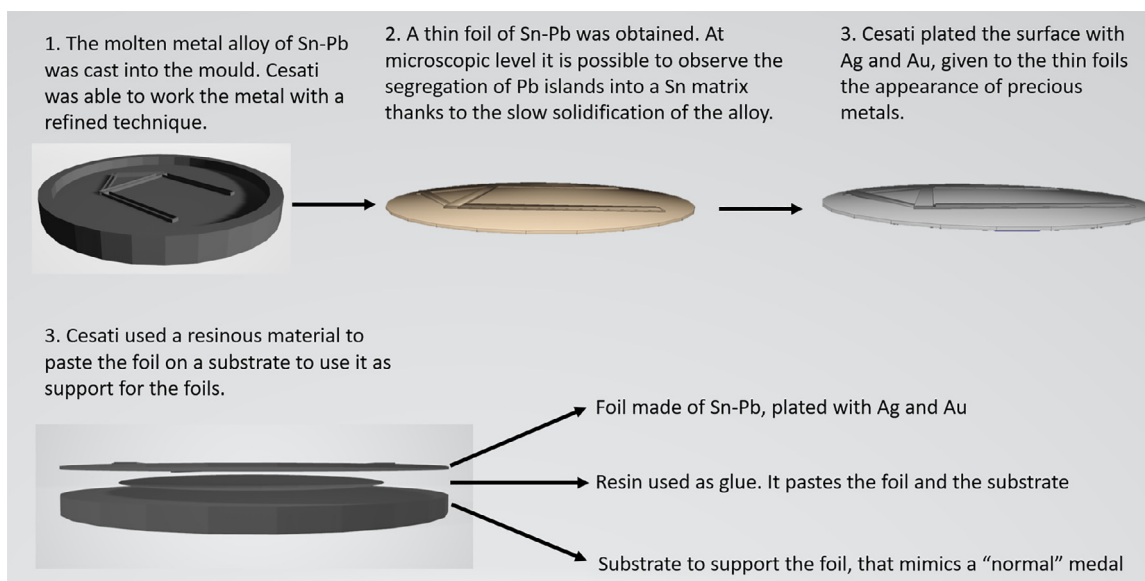 1. The molten metal alloy of Sn-Pb
was cast into the mould. Cesati
was able to work the metal with a
refined technique.
2. A thin foil of Sn-Pb was obtained. At
microscopic level it is possible to observe the
segregation of Pb islands into a Sn matrix
thanks to the slow solidification of the alloy.
3. Cesati plated the surface with
Ag and Au, given to the thin foils
the appearance of precious
metals.
3. Cesati used a resinous material to
paste the foil on a substrate to use it as
support for the foils.
Foil made of Sn-Pb, plated with Ag and Au
Resin used as glue. It pastes the foil and the substrate
Substrate to support the foil, that mimics a “normal” medal